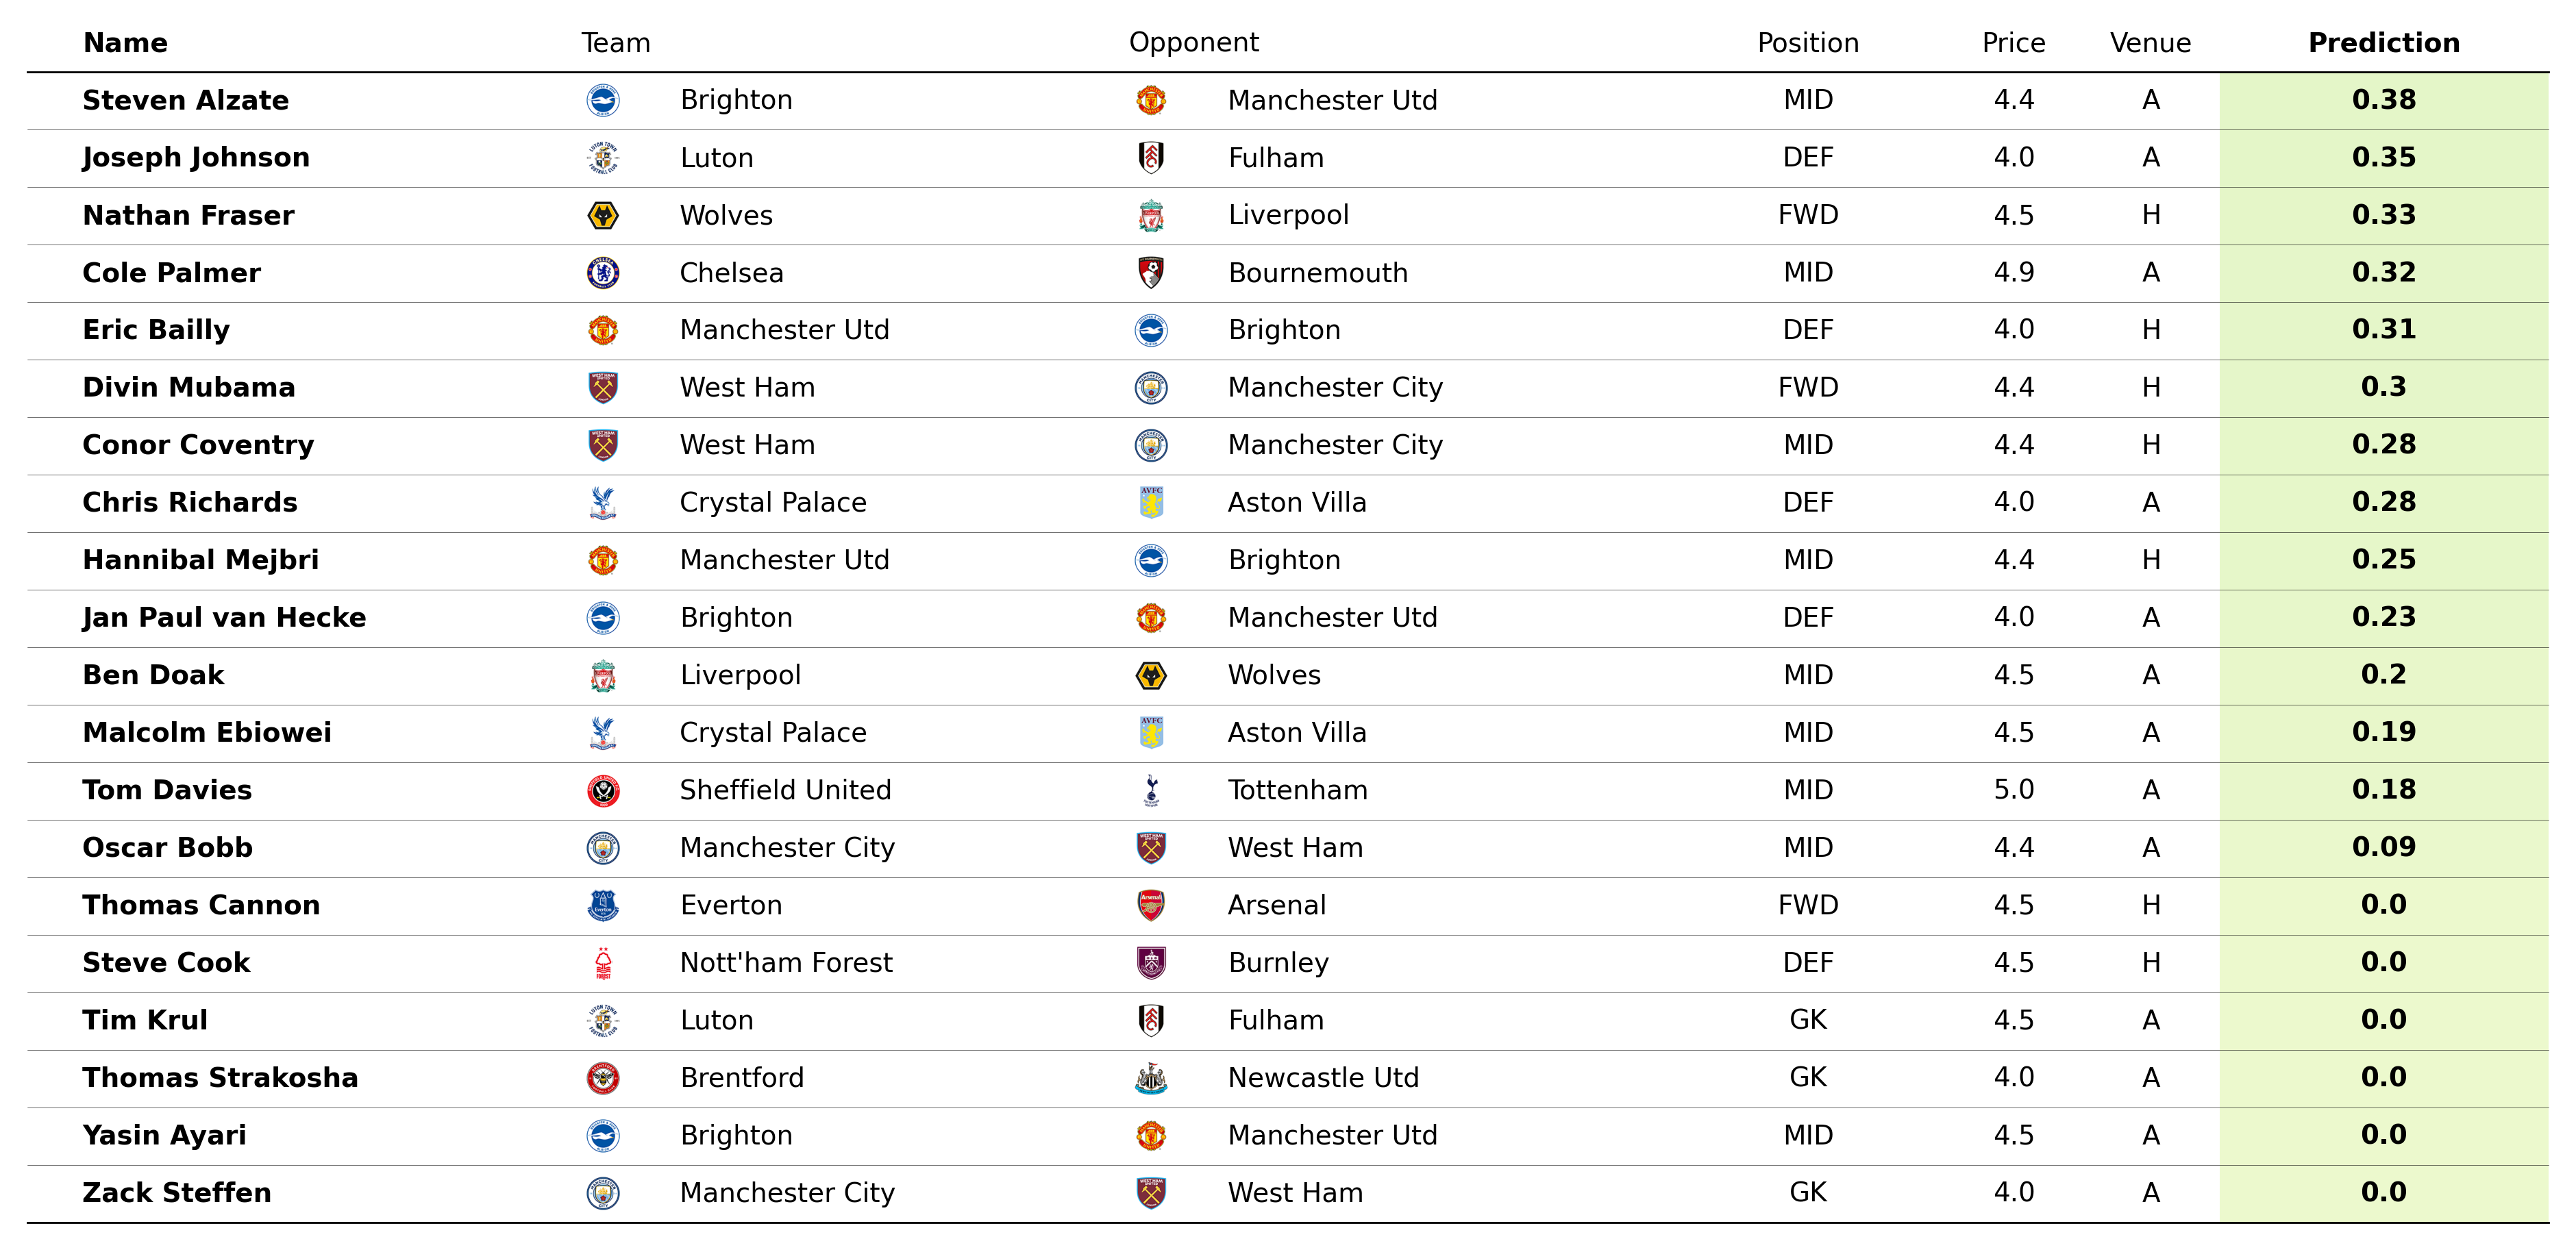 Name Team Opponent Position Price Venue Prediction
Steven Alzate Brighton Manchester Utd MID 4.4 A 0.38
Joseph Johnson Luton Fulham DEF 4.0 A 0.35
Nathan Fraser Wolves Liverpool FWD 4.5 H 0.33
Cole Palmer Chelsea Bournemouth MID 4.9 A 0.32
Eric Bailly Manchester Utd Brighton DEF 4.0 H 0.31
Divin Mubama West Ham Manchester City FWD 4.4 H 0.3
Conor Coventry West Ham Manchester City MID 4.4 H 0.28
Chris Richards Crystal Palace Aston Villa DEF 4.0 A 0.28
Hannibal Mejbri Manchester Utd Brighton MID 4.4 H 0.25
Jan Paul van Hecke Brighton Manchester Utd DEF 4.0 A 0.23
Ben Doak Liverpool Wolves MID 4.5 A 0.2
Malcolm Ebiowei Crystal Palace Aston Villa MID 4.5 A 0.19
Tom Davies Sheffield United Tottenham MID 5.0 A 0.18
Oscar Bobb Manchester City West Ham MID 4.4 A 0.09
Thomas Cannon Everton Arsenal FWD 4.5 H 0.0
Steve Cook Nott'ham Forest Burnley DEF 4.5 H 0.0
Tim Krul Luton Fulham GK 4.5 A 0.0
Thomas Strakosha Brentford Newcastle Utd GK 4.0 A 0.0
Yasin Ayari Brighton Manchester Utd MID 4.5 A 0.0
Zack Steffen Manchester City West Ham GK 4.0 A 0.0